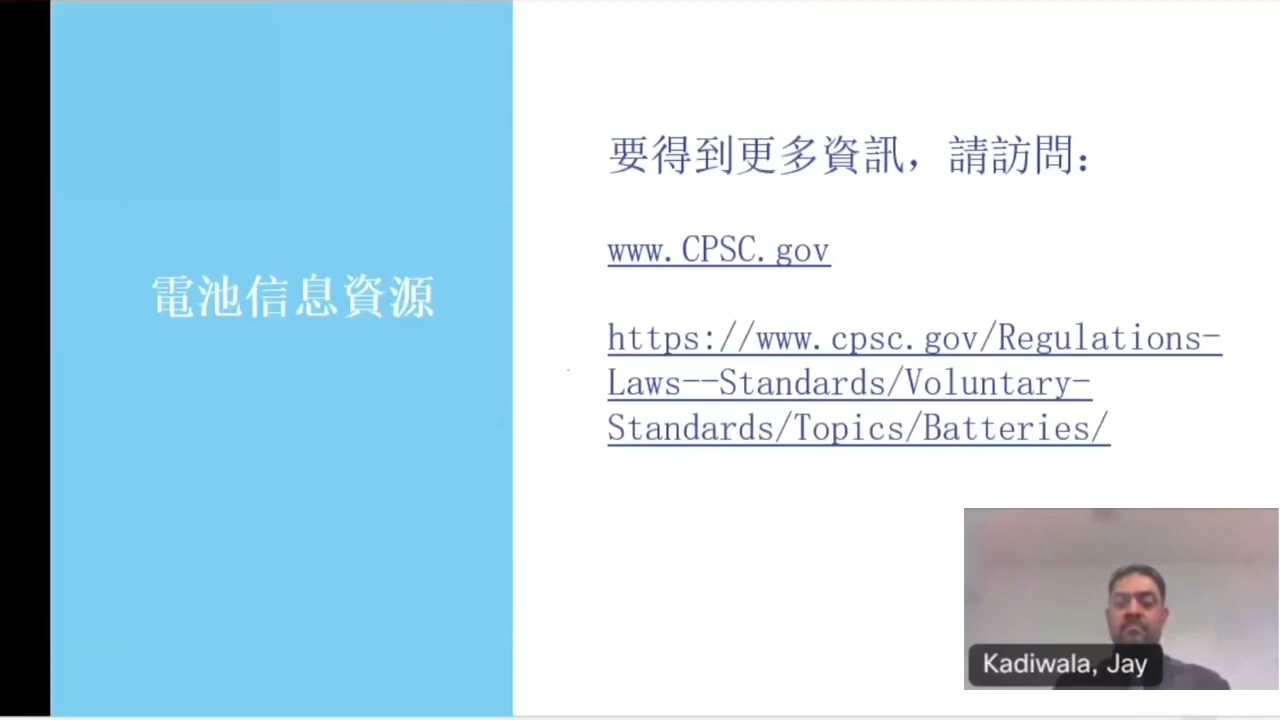 電池信息資源
要得到更多資訊，請訪問：
www.CPSC.gov
https://www.cpsc.gov/Regulations-
Laws--Standards/Voluntary-
Standards/Topics/Batteries/
Kadiwala, Jay